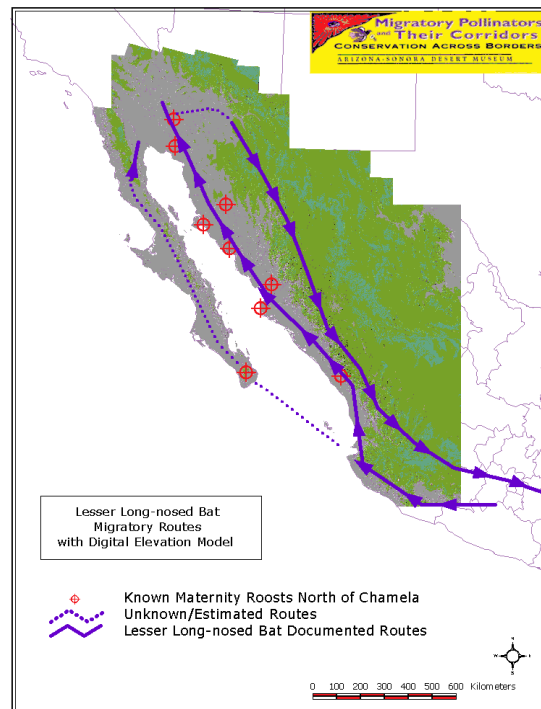 Migratory Pollinators
and Their Corridors
CONSERVATION ACROSS BORDERS
ARIZONA-SONORA DESERT MUSEUM
Lesser Long-nosed Bat
Migratory Routes
with Digital Elevation Model
Known Maternity Roosts North of Chamela
Unknown/Estimated Routes
Lesser Long-nosed Bat Documented Routes
N
W E
S
0 100 200 300 400 500 600 Kilometers